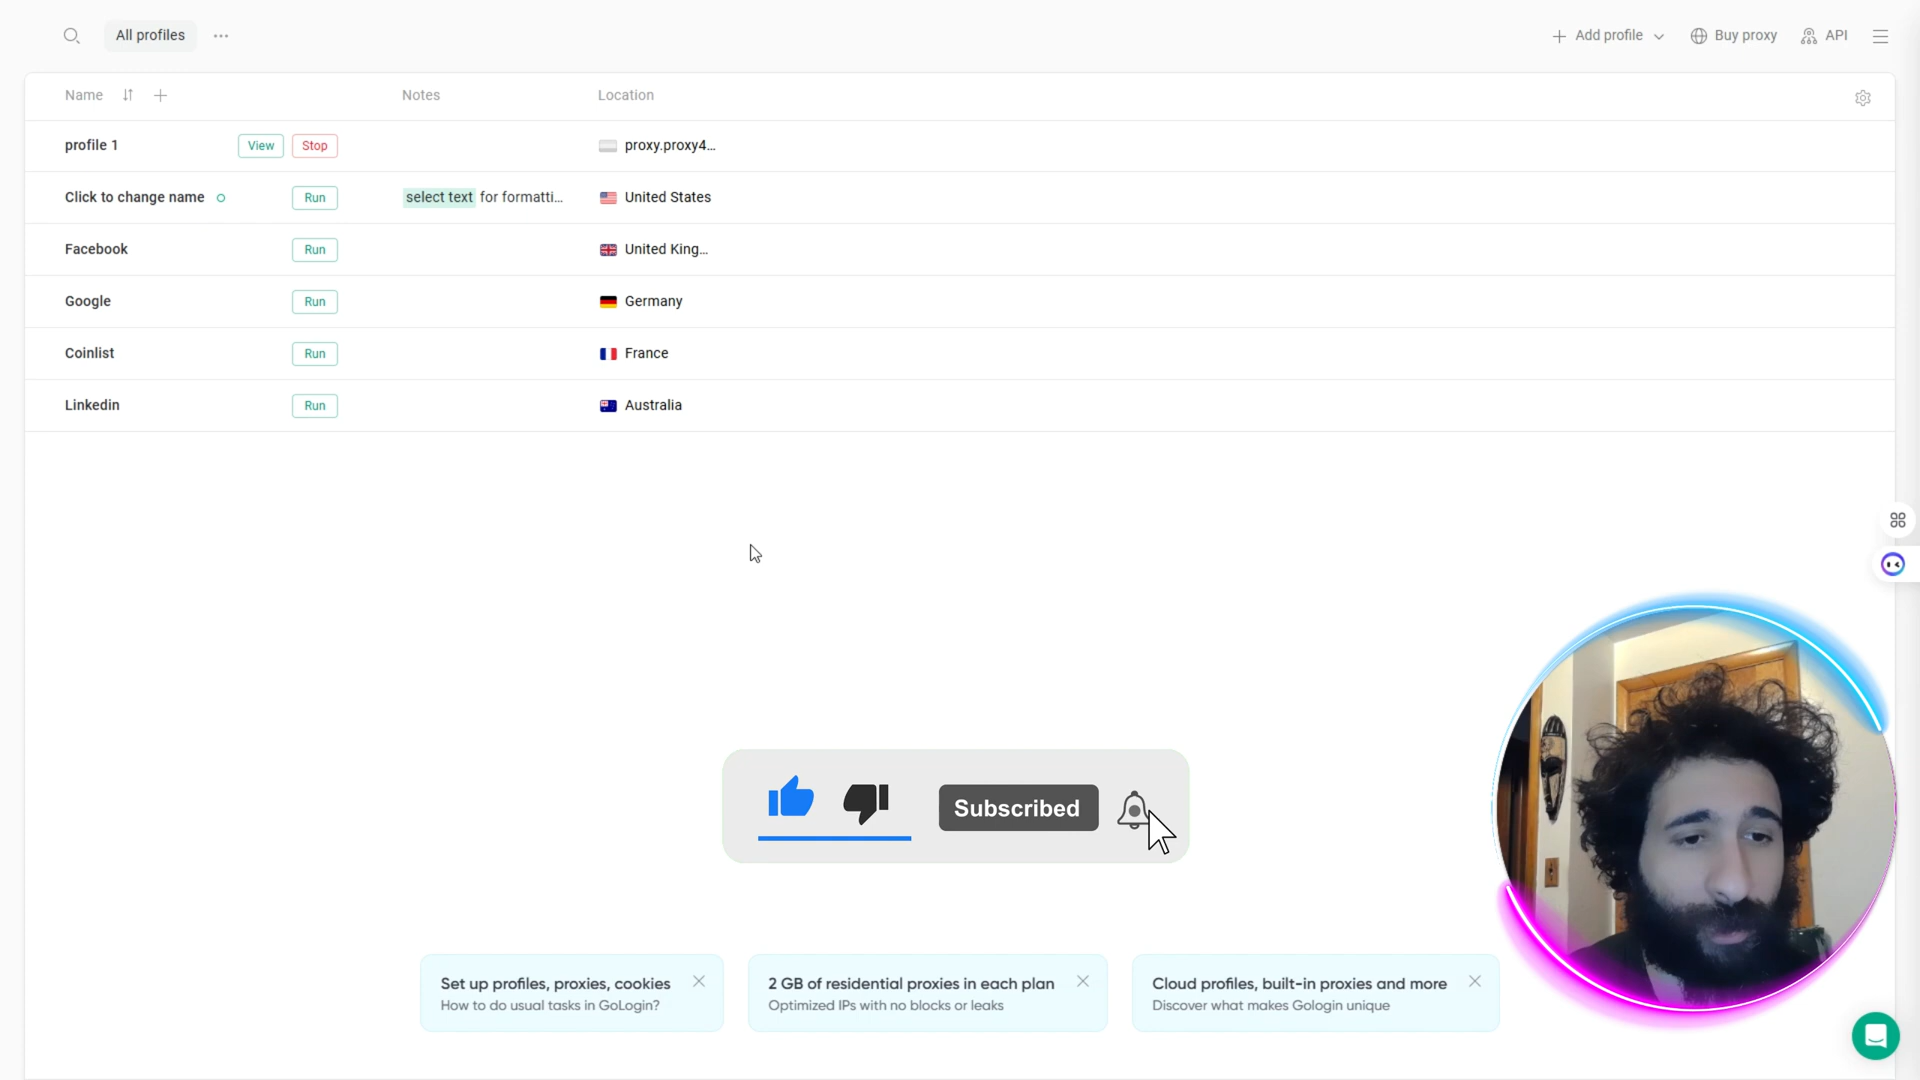 All profiles
Add profile
Buy proxy
API
Name
Notes
Location
profile 1
View
Stop
proxy.proxy4...
Click to change name
Run
select text for formatti...
United States
Facebook
Run
United King...
Google
Run
Germany
Coinlist
Run
France
Linkedin
Run
Australia
Subscribed
Set up profiles, proxies, cookies
How to do usual tasks in GoLogin?
2 GB of residential proxies in each plan
Optimized IPs with no blocks or leaks
Cloud profiles, built-in proxies and more
Discover what makes Gologin unique